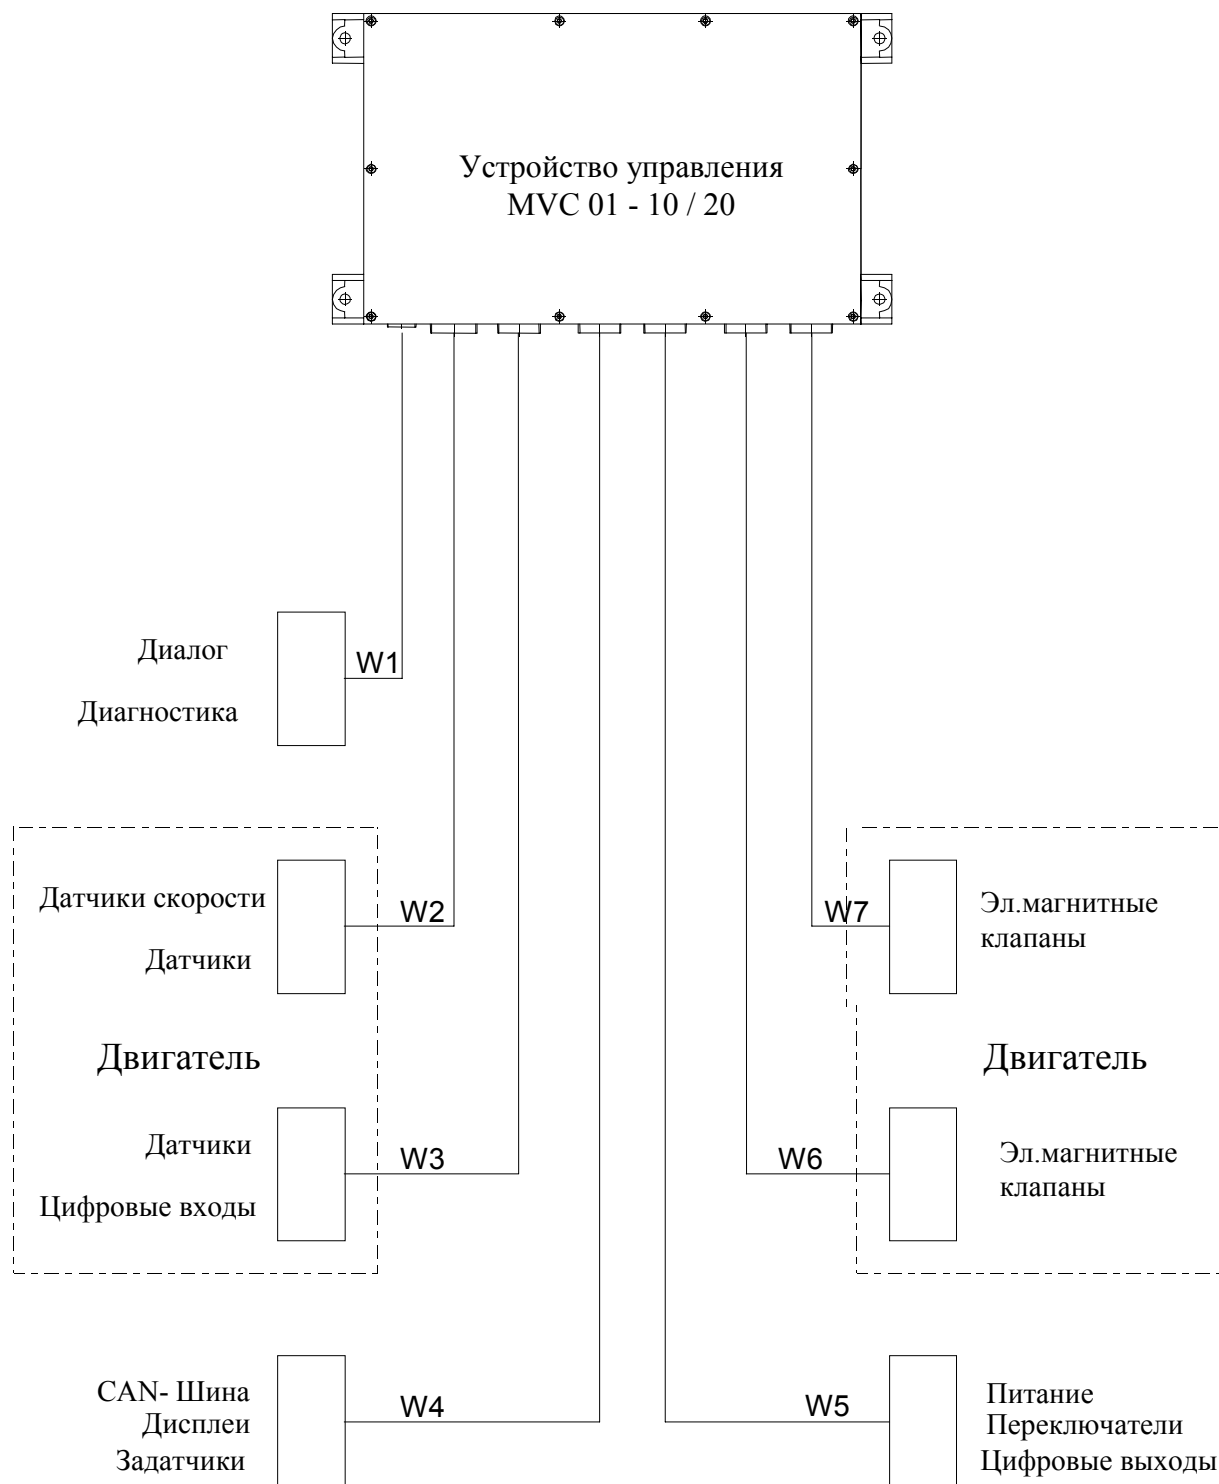 Устройство управления
MVC 01 - 10 / 20
Диалог
W1
Диагностика
Датчики скорости
W2
Датчики
W7
Эл.магнитные
клапаны
Двигатель
Двигатель
Датчики
W3
Цифровые входы
W6
Эл.магнитные
клапаны
CAN- Шина
W4
Дисплеи
Задатчики
W5
Питание
Переключатели
Цифровые выходы